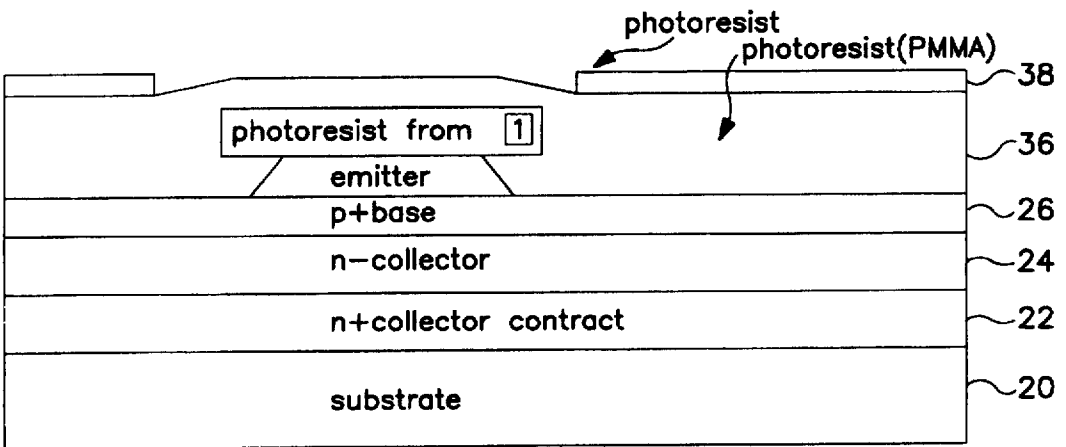 photoresist
photoresist(PMMA)
38
photoresist from 1
36
emitter
p+base
26
n-collector
24
n+collector contract
22
substrate
20